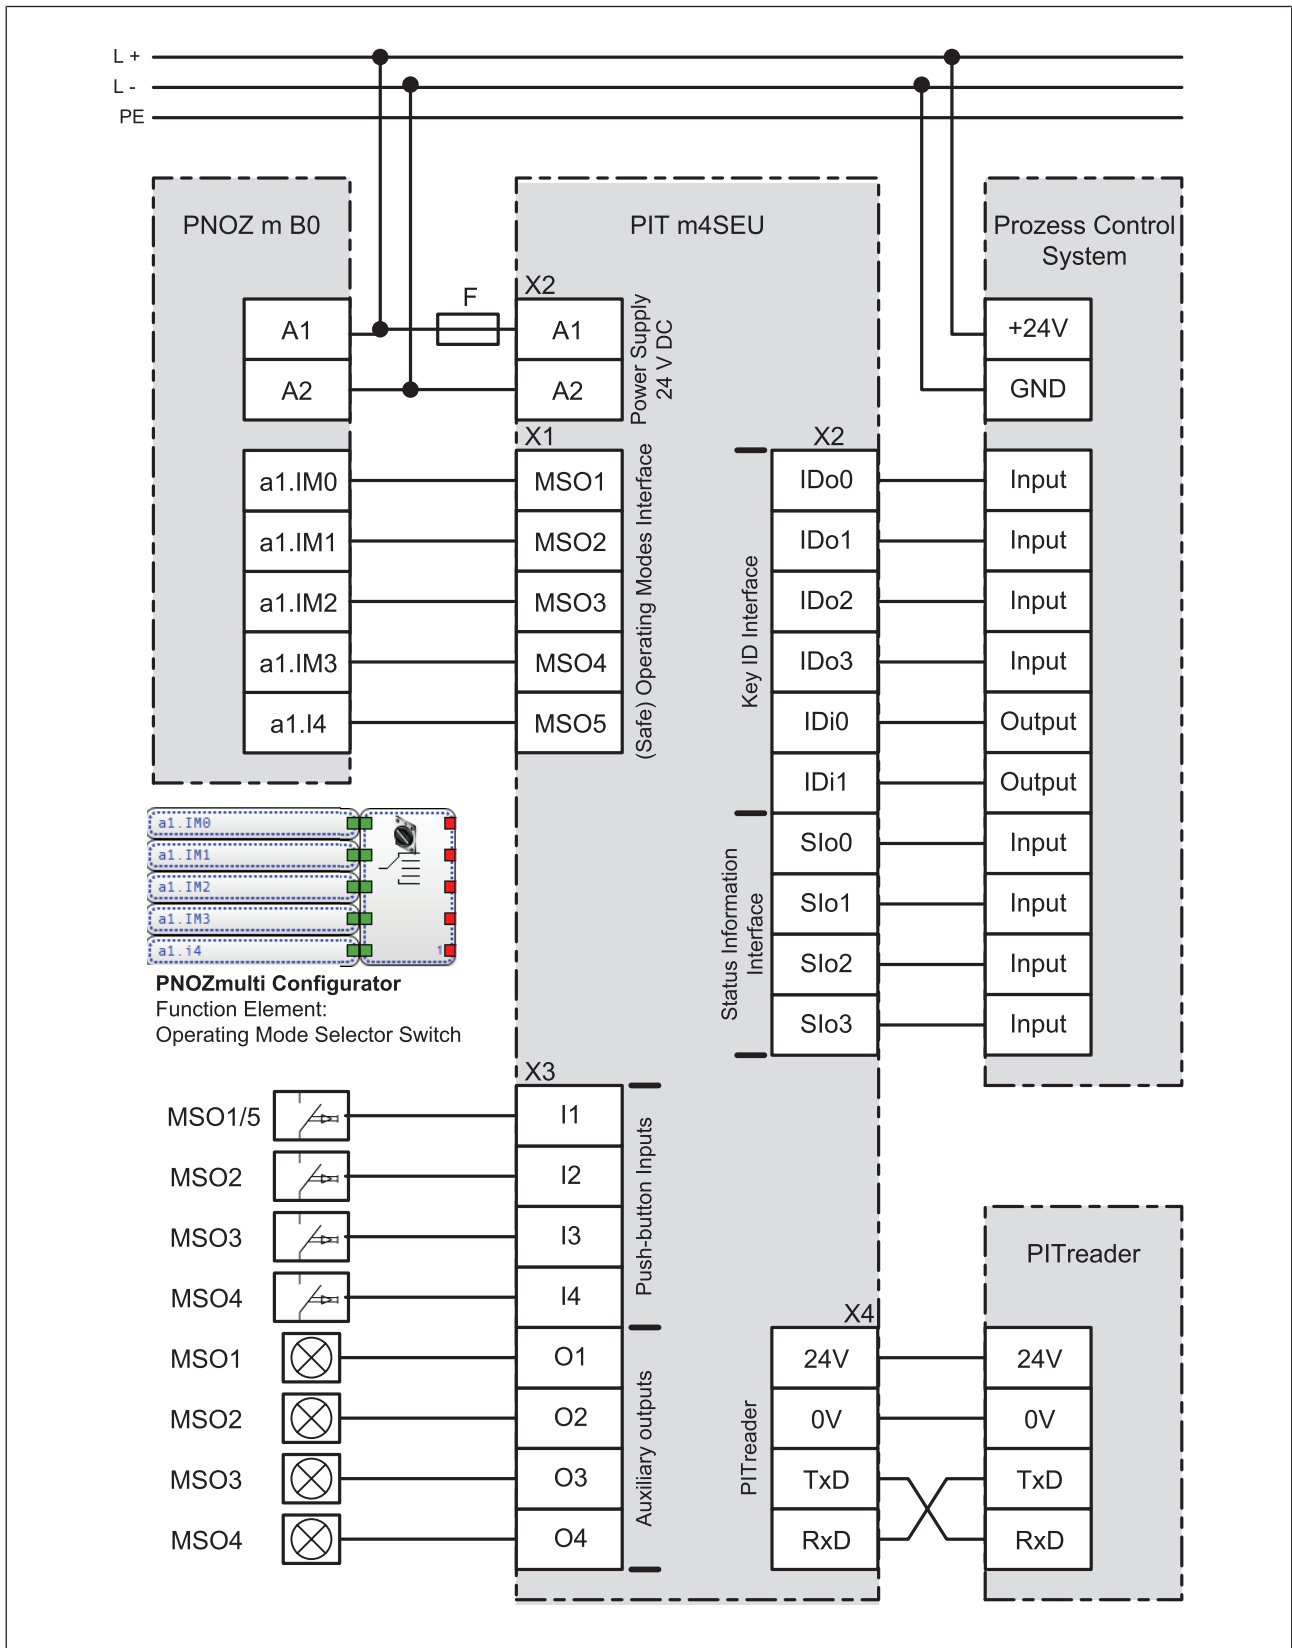 L +
L -
PE
PNOZ m B0
PIT m4SEU
Prozess Control
System
A1
A2
F
X2
A1
A2
Power Supply
24 V DC
+24V
GND
a1.IM0
a1.IM1
a1.IM2
a1.IM3
a1.I4
X1
MSO1
MSO2
MSO3
MSO4
MSO5
(Safe) Operating Modes Interface
X2
Key ID Interface
IDo0
IDo1
IDo2
IDo3
IDi0
IDi1
Status Information
Interface
SIo0
SIo1
SIo2
SIo3
Input
Input
Input
Input
Output
Output
Input
Input
Input
Input
a1.IM0
a1.IM1
a1.IM2
a1.IM3
a1.i4
1
PNOZmulti Configurator
Function Element:
Operating Mode Selector Switch
X3
MSO1/5
I1
MSO2
I2
MSO3
I3
MSO4
I4
Push-button Inputs
MSO1
O1
MSO2
O2
MSO3
O3
MSO4
O4
Auxiliary outputs
X4
PITreader
24V
0V
TxD
RxD
PITreader
24V
0V
TxD
RxD